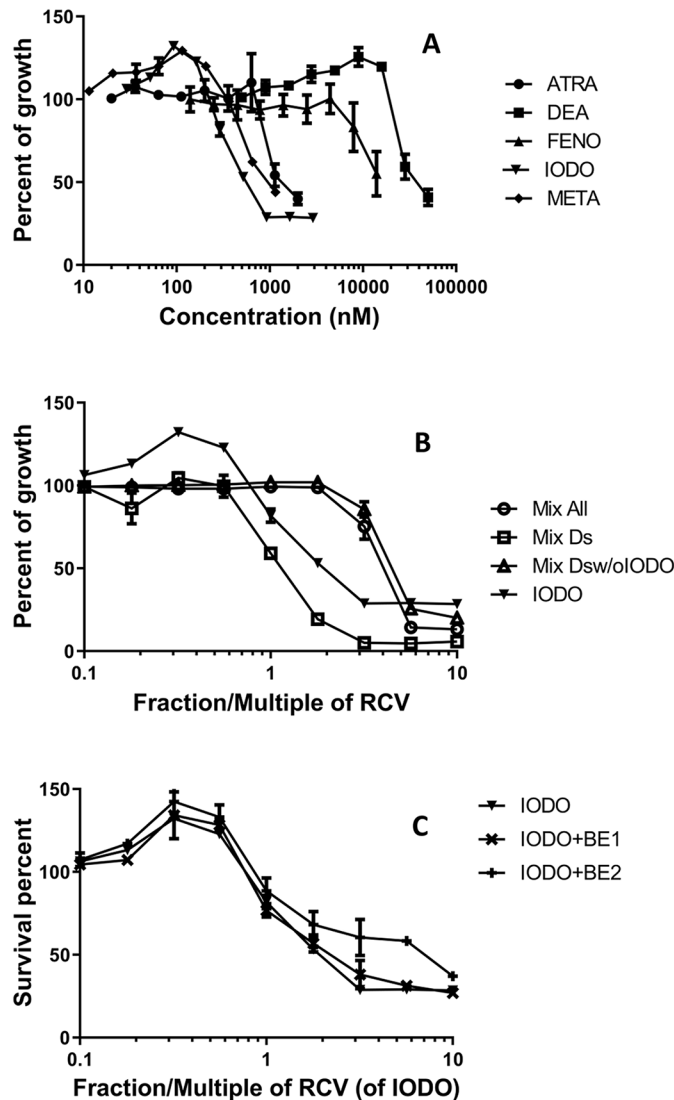 150
A
100
50
0
Percent of growth
10 100 1000 10000 100000
Concentration (nM)
ATRA
DEA
FENO
IODO
META
150
B
100
50
0
Percent of growth
0.1 1 10
Fraction/Multiple of RCV
Mix All
Mix Ds
Mix Dsw/oIODO
IODO
150
C
100
50
0
Survival percent
0.1 1 10
Fraction/Multiple of RCV (of IODO)
IODO
IODO+BE1
IODO+BE2